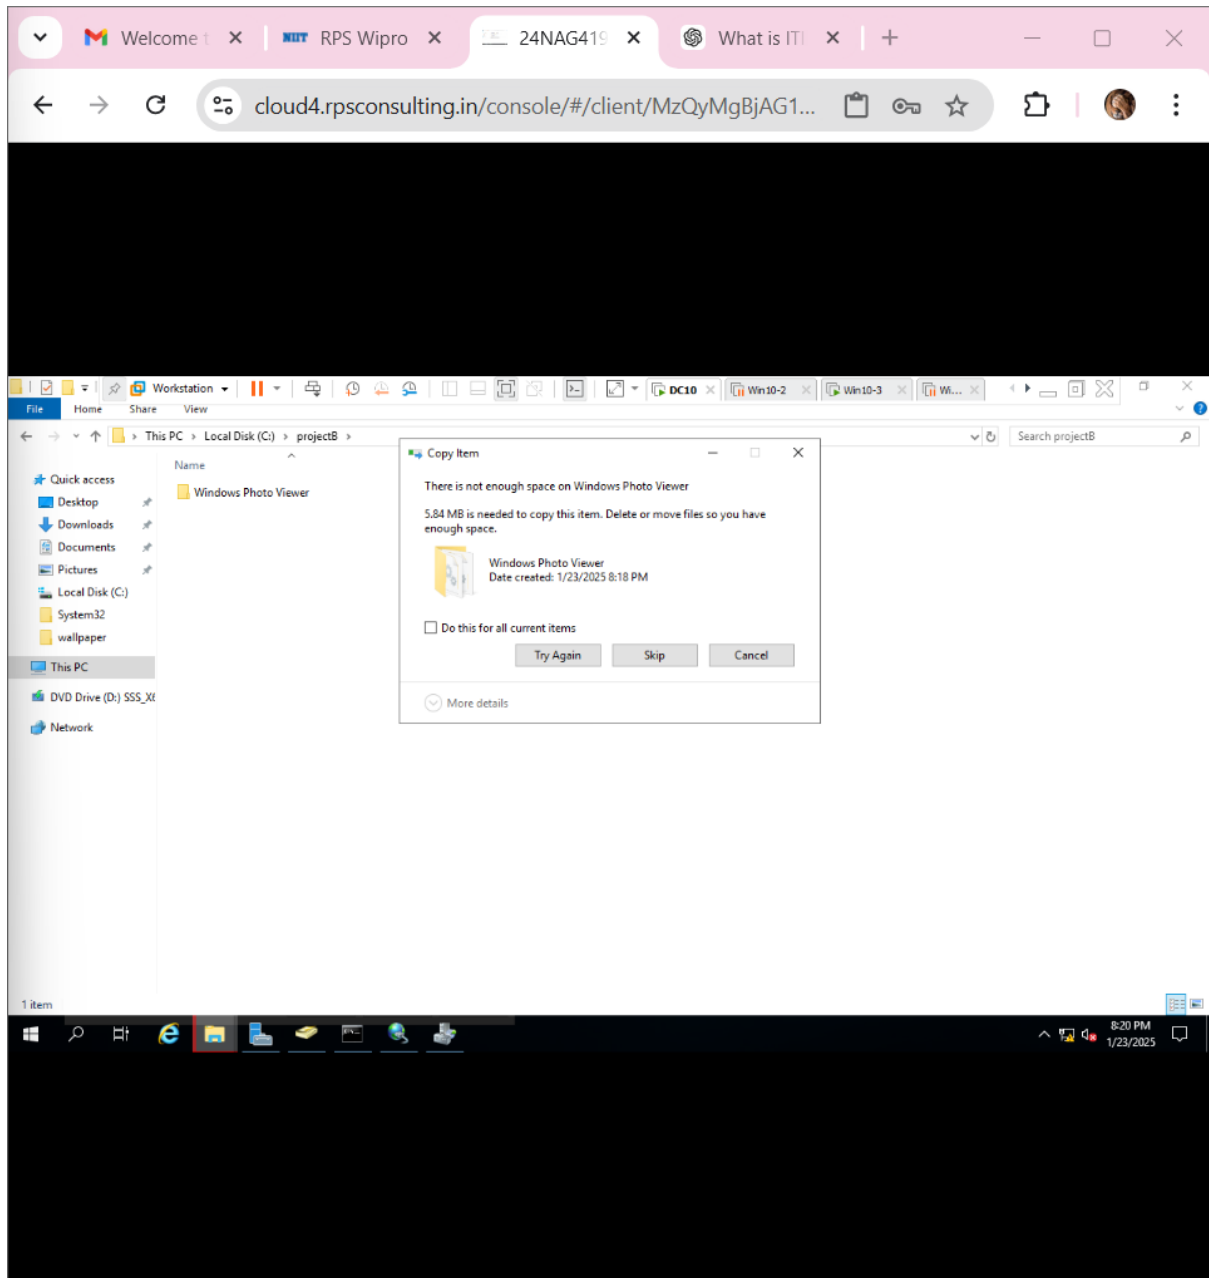 Welcome t
NIIT RPS Wipro
24NAG419
What is ITI
cloud4.rpsconsulting.in/console/#/client/MzQyMgBjAG1...
Workstation
DC10
Win10-2
Win10-3
Wi...
File Home Share View
This PC > Local Disk (C:) > projectB >
Search projectB
Name
Windows Photo Viewer
Quick access
Desktop
Downloads
Documents
Pictures
Local Disk (C:)
System32
wallpaper
This PC
DVD Drive (D:) SSS_X6
Network
Copy Item
There is not enough space on Windows Photo Viewer
5.84 MB is needed to copy this item. Delete or move files so you have
enough space.
Windows Photo Viewer
Date created: 1/23/2025 8:18 PM
Do this for all current items
Try Again Skip Cancel
More details
1 item
8:20 PM
1/23/2025